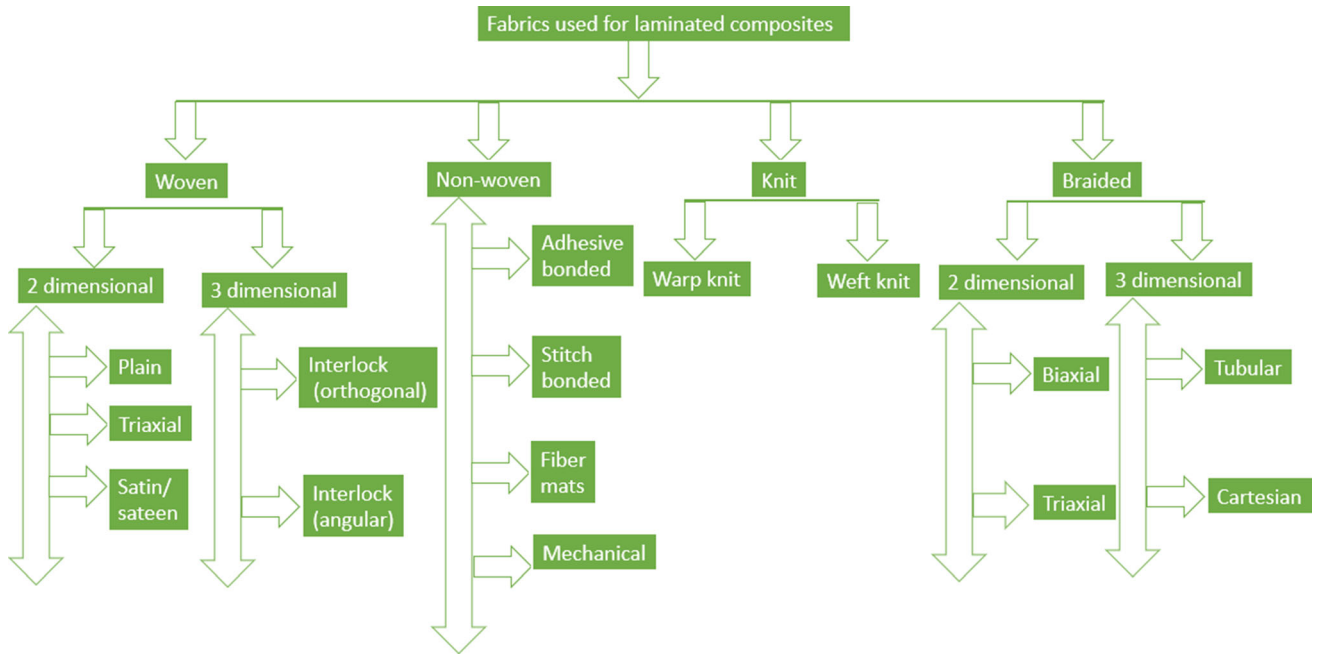 Fabrics used for laminated composites
Woven
Non-woven
Knit
Braided
2 dimensional
3 dimensional
Plain
Triaxial
Satin/
sateen
Interlock
(orthogonal)
Interlock
(angular)
Adhesive
bonded
Stitch
bonded
Fiber
mats
Mechanical
Warp knit
Weft knit
2 dimensional
3 dimensional
Biaxial
Triaxial
Tubular
Cartesian